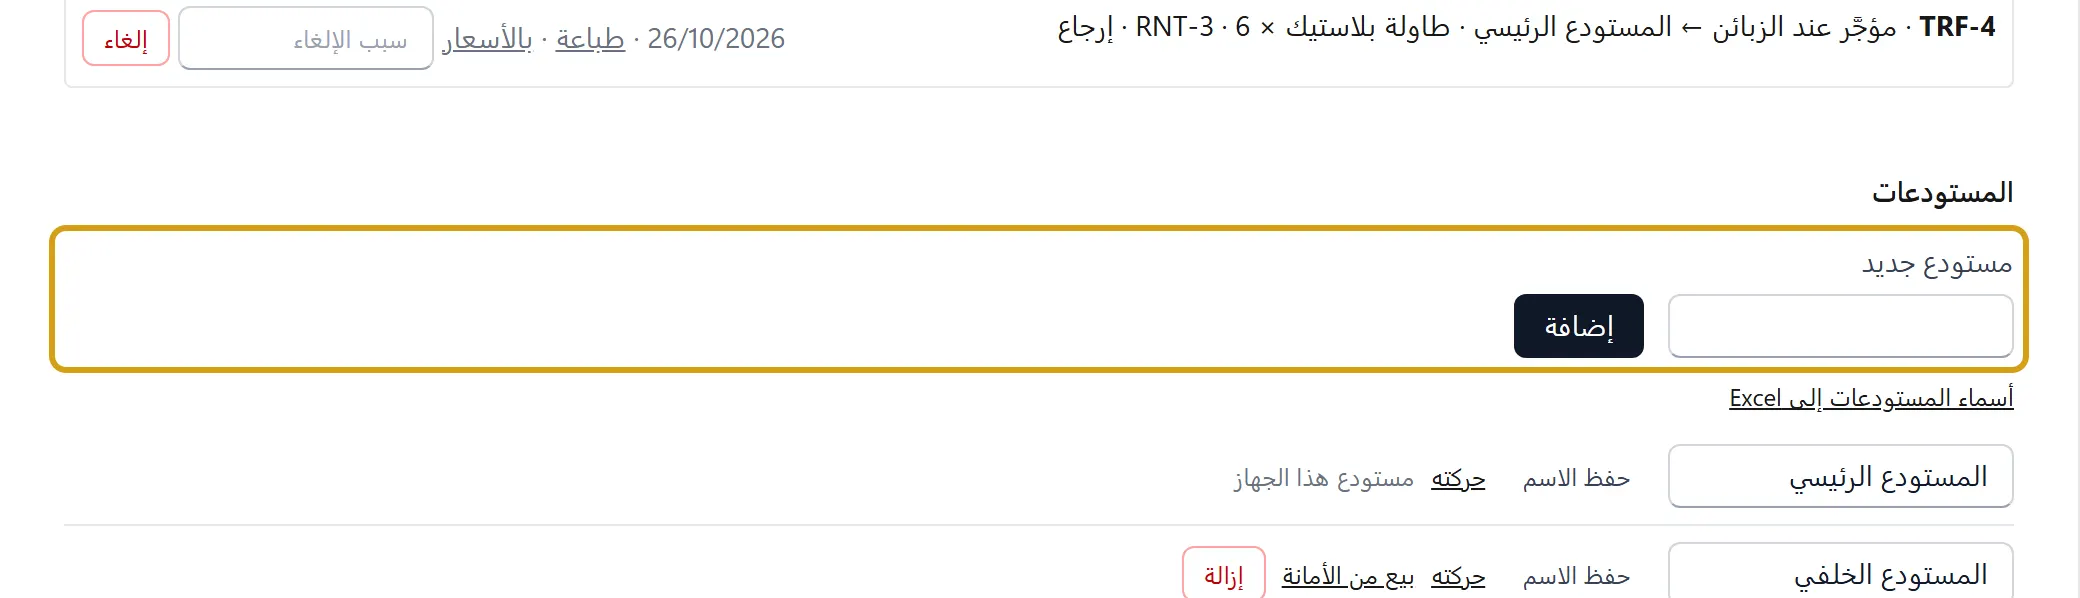 TRF-4 · مؤجَّر عند الزبائن ← المستودع الرئيسي · طاولة بلاستيك × 6 · RNT-3 · إرجاع
26/10/2026 · طباعة · بالأسعار سبب الإلغاء إلغاء
المستودعات
مستودع جديد
إضافة
أسماء المستودعات إلى Excel
المستودع الرئيسي حفظ الاسم حركته مستودع هذا الجهاز
المستودع الخلفي حفظ الاسم حركته بيع من الأمانة إزالة